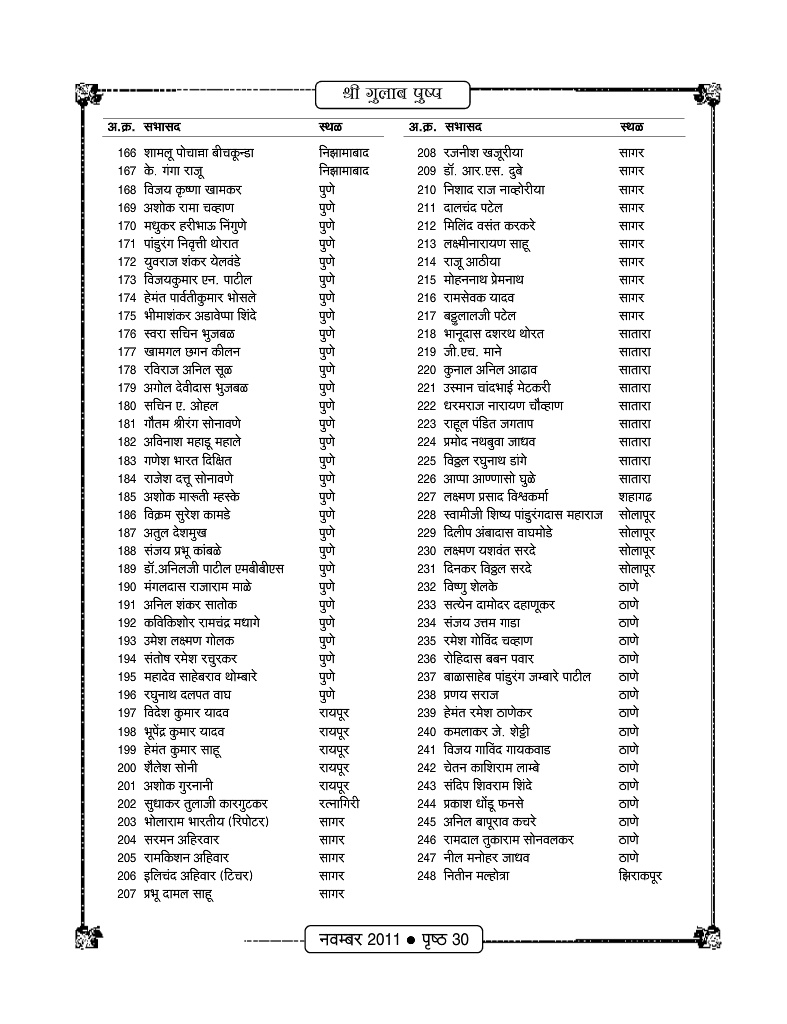 श्री गुलाब पुष्प
अ.क्र. सभासद स्थळ
166 शामलू पोचान्ना बीचकून्डा निझामाबाद
167 के. गंगा राजू निझामाबाद
168 विजय कृष्णा खामकर पुणे
169 अशोक रामा चव्हाण पुणे
170 मधुकर हरीभाऊ निंगुणे पुणे
171 पांडुरंग निवृत्ती थोरात पुणे
172 युवराज शंकर येलवंडे पुणे
173 विजयकुमार एन. पाटील पुणे
174 हेमंत पार्वतीकुमार भोसले पुणे
175 भीमाशंकर अडावेप्पा शिंदे पुणे
176 स्वरा सचिन भुजबळ पुणे
177 खामगल छगन कीलन पुणे
178 रविराज अनिल सूळ पुणे
179 अगोल देवीदास भुजबळ पुणे
180 सचिन ए. ओहल पुणे
181 गौतम श्रीरंग सोनावणे पुणे
182 अविनाश महाडू महाले पुणे
183 गणेश भारत दिक्षित पुणे
184 राजेश दत्तू सोनावणे पुणे
185 अशोक मारूती म्हस्के पुणे
186 विक्रम सुरेश कामडे पुणे
187 अतुल देशमुख पुणे
188 संजय प्रभू कांबळे पुणे
189 डॉ.अनिलजी पाटील एमबीबीएस पुणे
190 मंगलदास राजाराम माळे पुणे
191 अनिल शंकर सातोक पुणे
192 कविकिशोर रामचंद्र मधागे पुणे
193 उमेश लक्ष्मण गोलक पुणे
194 संतोष रमेश रचुरकर पुणे
195 महादेव साहेबराव थोम्बारे पुणे
196 रघुनाथ दलपत वाघ पुणे
197 विदेश कुमार यादव रायपूर
198 भूपेंद्र कुमार यादव रायपूर
199 हेमंत कुमार साहू रायपूर
200 शैलेश सोनी रायपूर
201 अशोक गुरनानी रायपूर
202 सुधाकर तुलाजी कारगुटकर रत्नागिरी
203 भोलाराम भारतीय (रिपोटर) सागर
204 सरमन अहिरवार सागर
205 रामकिशन अहिवार सागर
206 इलिचंद अहिवार (टिचर) सागर
207 प्रभू दामल साहू सागर
अ.क्र. सभासद स्थळ
208 रजनीश खजूरीया सागर
209 डॉ. आर.एस. दुबे सागर
210 निशाद राज नाव्होरीया सागर
211 दालचंद पटेल सागर
212 मिलिंद वसंत करकरे सागर
213 लक्ष्मीनारायण साहू सागर
214 राजू आठीया सागर
215 मोहननाथ प्रेमनाथ सागर
216 रामसेवक यादव सागर
217 बट्टुलालजी पटेल सागर
218 भानूदास दशरथ थोरत सातारा
219 जी.एच. माने सातारा
220 कुनाल अनिल आढाव सातारा
221 उस्मान चांदभाई मेटकरी सातारा
222 धरमराज नारायण चौव्हाण सातारा
223 राहूल पंडित जगताप सातारा
224 प्रमोद नथबुवा जाधव सातारा
225 विठ्ठल रघुनाथ डांगे सातारा
226 आप्पा आण्णासो घुळे सातारा
227 लक्ष्मण प्रसाद विश्वकर्मा शहागढ
228 स्वामीजी शिष्य पांडुरंगदास महाराज सोलापूर
229 दिलीप अंबादास वाघमोडे सोलापूर
230 लक्ष्मण यशवंत सरदे सोलापूर
231 दिनकर विठ्ठल सरदे सोलापूर
232 विष्णु शेलके ठाणे
233 सत्येन दामोदर दहाणूकर ठाणे
234 संजय उत्तम गाडा ठाणे
235 रमेश गोविंद चव्हाण ठाणे
236 रोहिदास बबन पवार ठाणे
237 बाळासाहेब पांडुरंग जम्बारे पाटील ठाणे
238 प्रणय सराज ठाणे
239 हेमंत रमेश ठाणेकर ठाणे
240 कमलाकर जे. शेट्ठी ठाणे
241 विजय गाविंद गायकवाड ठाणे
242 चेतन काशिराम लाम्बे ठाणे
243 संदिप शिवराम शिंदे ठाणे
244 प्रकाश धोंडू फनसे ठाणे
245 अनिल बापूराव कचरे ठाणे
246 रामदाल तुकाराम सोनवलकर ठाणे
247 नील मनोहर जाधव ठाणे
248 नितीन मल्होत्रा झिराकपूर
नवम्बर 2011 ● पृष्ठ 30